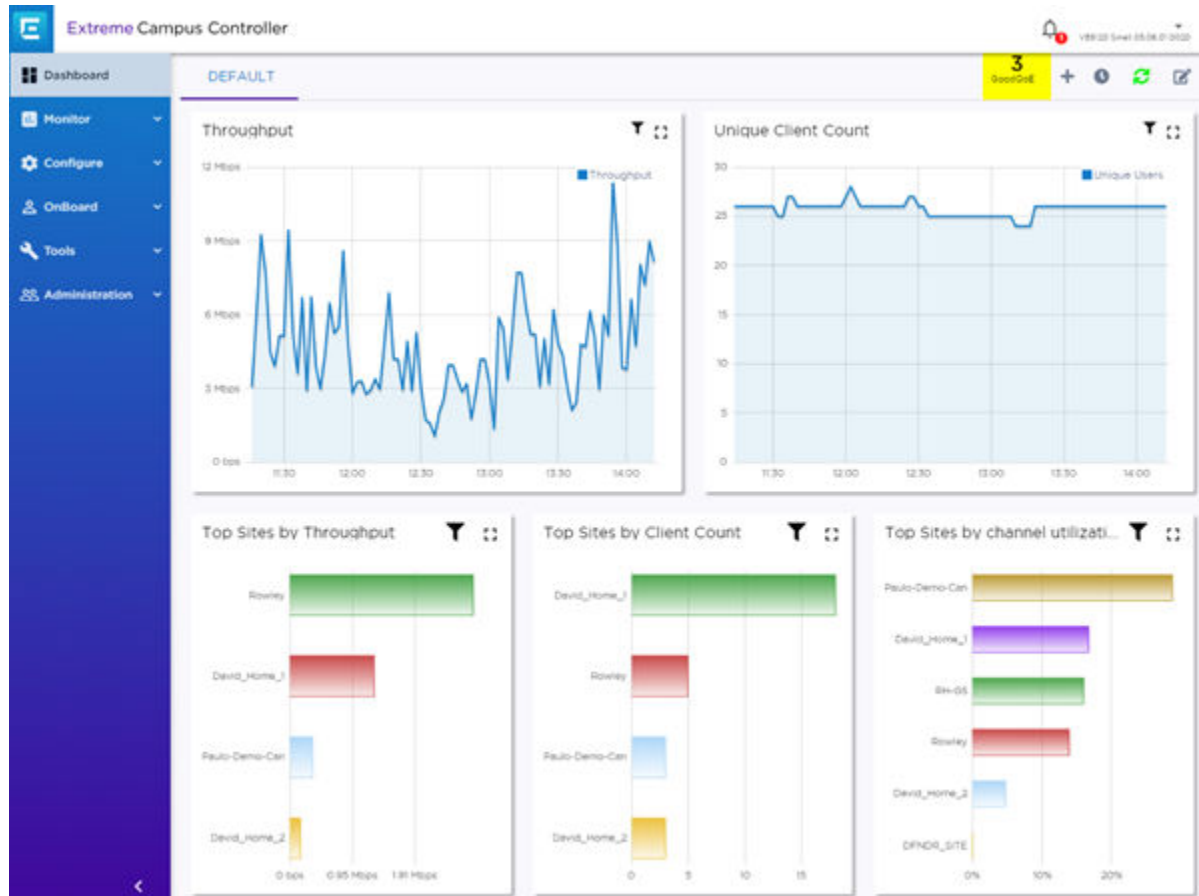 Extreme Campus Controller
1
Dashboard
DEFAULT
3
Monitor
Configure
OnBoard
Tools
Administration
Throughput
12 Mbps
9 Mbps
6 Mbps
3 Mbps
0 bps
Throughput
11:30 12:00 12:30 13:00 13:30 14:00
Unique Client Count
30
25
20
15
10
5
0
Unique Users
11:30 12:00 12:30 13:00 13:30 14:00
Top Sites by Throughput
Rowley
David_Home_1
Paulo-Demo-Can
David_Home_2
0 bps 0.95 Mbps 1.91 Mbps
Top Sites by Client Count
David_Home_1
Rowley
Paulo-Demo-Can
David_Home_2
0 5 10 15
Top Sites by channel utilizati...
Paulo-Demo-Can
David_Home_1
RH-GS
Rowley
David_Home_2
DFNDR_SITE
0% 10% 20%